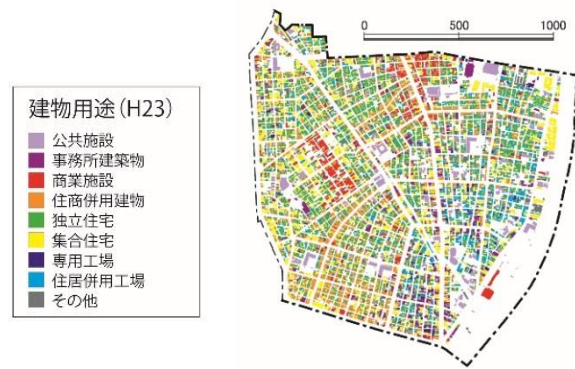 0 500 1000
建物用途(H23)
公共施設
事務所建築物
商業施設
住商併用建物
独立住宅
集合住宅
専用工場
住居併用工場
その他